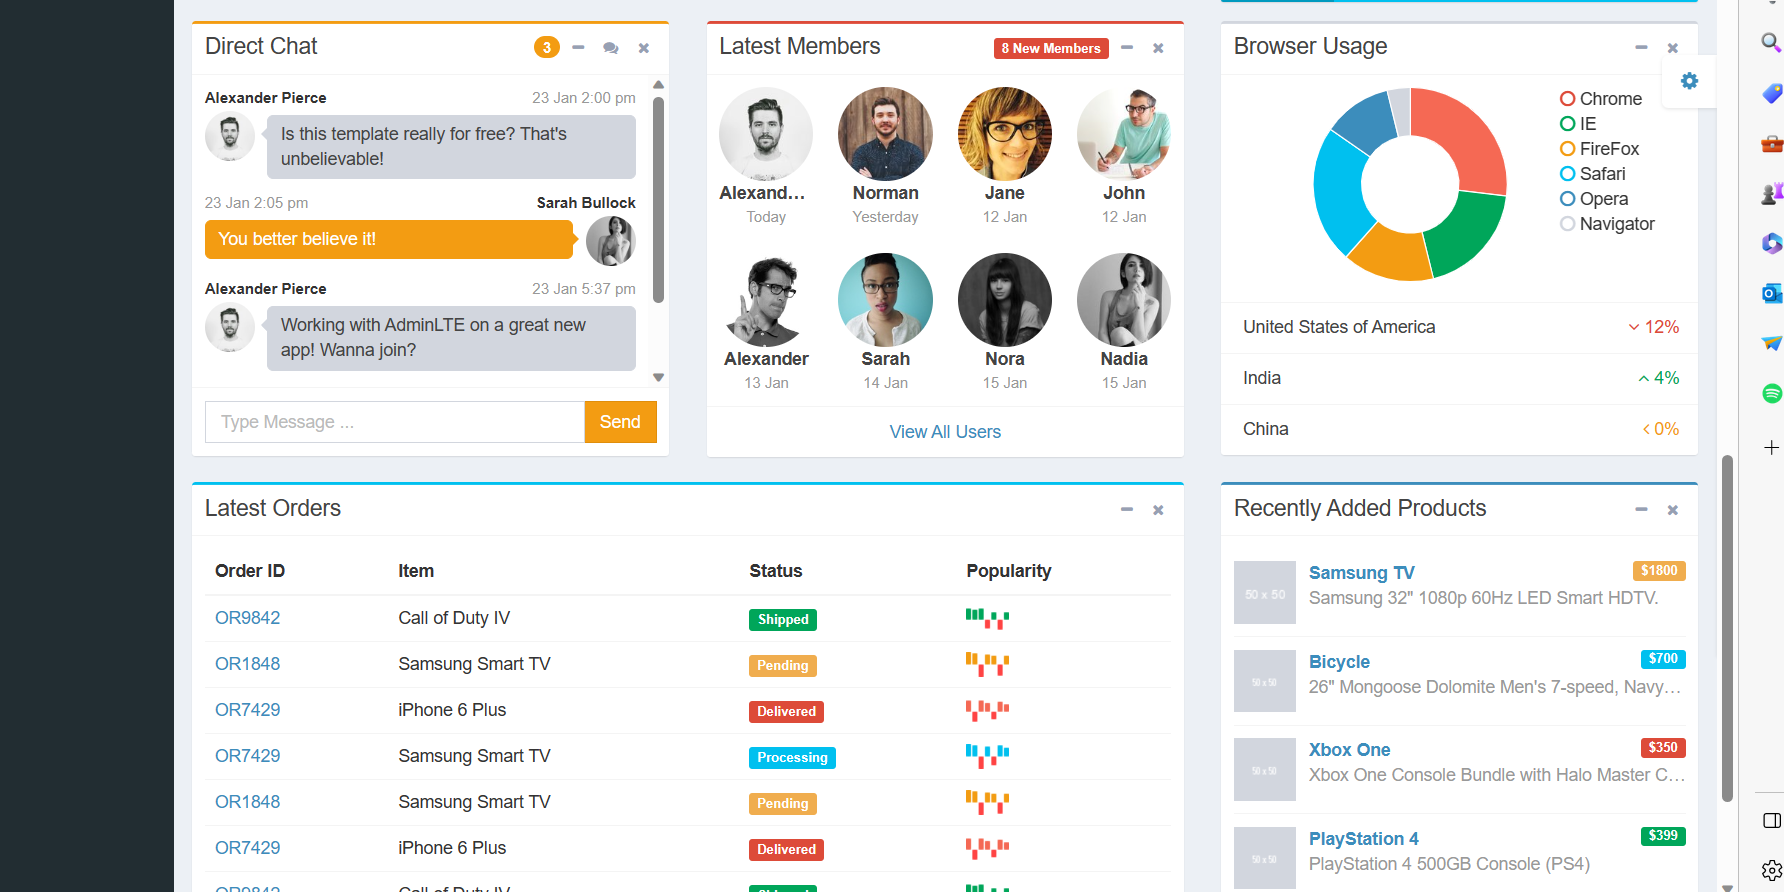 Direct Chat
3
Alexander Pierce
23 Jan 2:00 pm
Is this template really for free? That's
unbelievable!
23 Jan 2:05 pm
Sarah Bullock
You better believe it!
Alexander Pierce
23 Jan 5:37 pm
Working with AdminLTE on a great new
app! Wanna join?
Type Message ...
Send
Latest Members
8 New Members
Alexand...
Today
Norman
Yesterday
Jane
12 Jan
John
12 Jan
Alexander
13 Jan
Sarah
14 Jan
Nora
15 Jan
Nadia
15 Jan
View All Users
Browser Usage
Chrome
IE
FireFox
Safari
Opera
Navigator
United States of America
12%
India
4%
China
0%
Latest Orders
Order ID Item Status Popularity
OR9842 Call of Duty IV Shipped
OR1848 Samsung Smart TV Pending
OR7429 iPhone 6 Plus Delivered
OR7429 Samsung Smart TV Processing
OR1848 Samsung Smart TV Pending
OR7429 iPhone 6 Plus Delivered
OR9842 Call of Duty IV Shipped
Recently Added Products
50 x 50
Samsung TV
$1800
Samsung 32" 1080p 60Hz LED Smart HDTV.
50 x 50
Bicycle
$700
26" Mongoose Dolomite Men's 7-speed, Navy...
50 x 50
Xbox One
$350
Xbox One Console Bundle with Halo Master C...
50 x 50
PlayStation 4
$399
PlayStation 4 500GB Console (PS4)